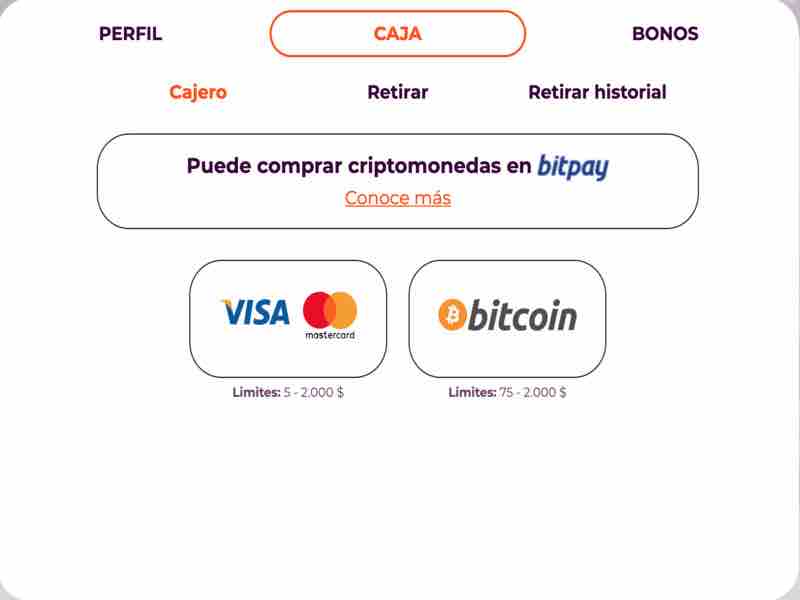 PERFIL CAJA BONOS
Cajero Retirar Retirar historial
Puede comprar criptomonedas en bitpay
Conoce más
VISA mastercard bitcoin
Limites: 5 - 2.000 $ Limites: 75 - 2.000 $